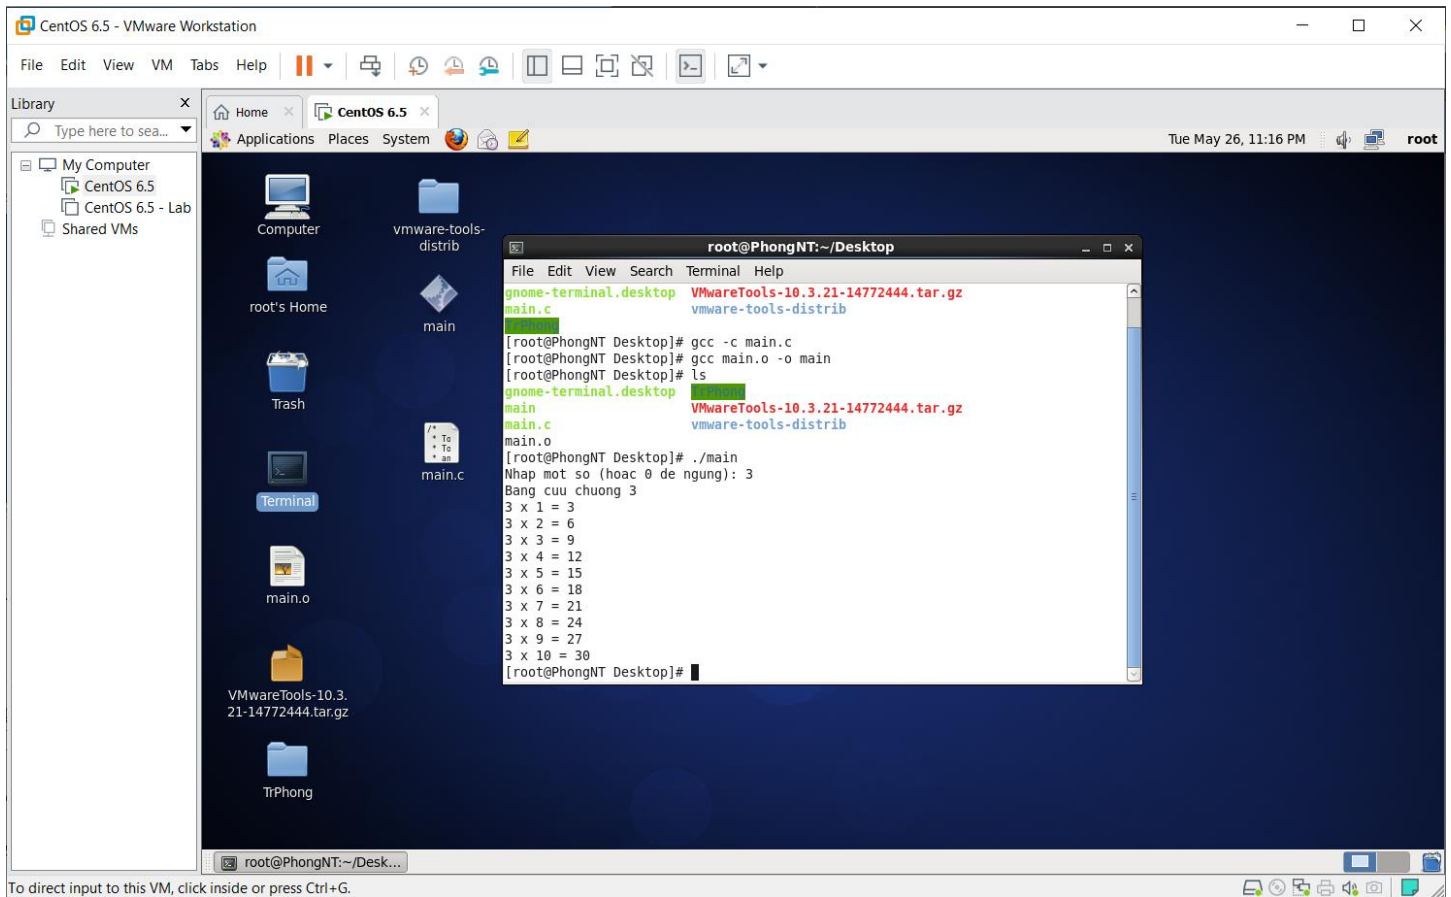 CentOS 6.5 - VMware Workstation
File Edit View VM Tabs Help
Library X
Home CentOS 6.5
Type here to sea...
Applications Places System
Tue May 26, 11:16 PM root
My Computer
CentOS 6.5
CentOS 6.5 - Lab
Shared VMs
Computer
vmware-tools-
distrib
root's Home
main
Trash
main.c
/*
* To
* To
* an
Terminal
main.o
VMwareTools-10.3.
21-14772444.tar.gz
TrPhong
root@PhongNT:~/Desktop
File Edit View Search Terminal Help
gnome-terminal.desktop VMwareTools-10.3.21-14772444.tar.gz
main.c vmware-tools-distrib
TrPhong
[root@PhongNT Desktop]# gcc -c main.c
[root@PhongNT Desktop]# gcc main.o -o main
[root@PhongNT Desktop]# ls
gnome-terminal.desktop TrPhong
main VMwareTools-10.3.21-14772444.tar.gz
main.c vmware-tools-distrib
main.o
[root@PhongNT Desktop]# ./main
Nhap mot so (hoac 0 de ngung): 3
Bang cuu chuong 3
3 x 1 = 3
3 x 2 = 6
3 x 3 = 9
3 x 4 = 12
3 x 5 = 15
3 x 6 = 18
3 x 7 = 21
3 x 8 = 24
3 x 9 = 27
3 x 10 = 30
[root@PhongNT Desktop]#
root@PhongNT:~/Desk...
To direct input to this VM, click inside or press Ctrl+G.